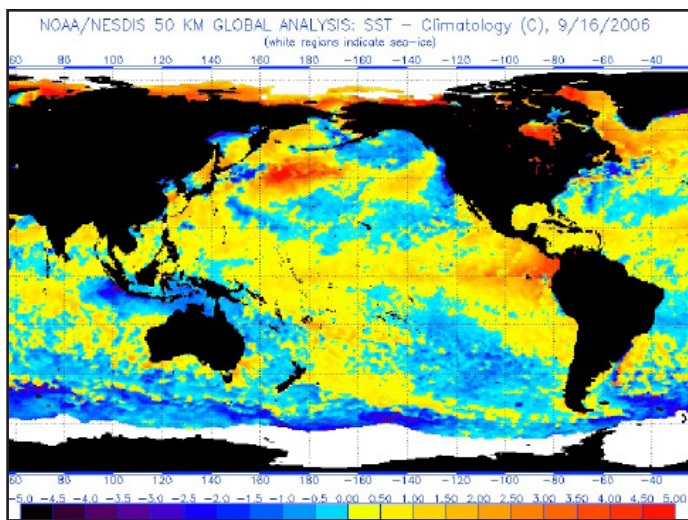 NOAA/NESDIS 50 KM GLOBAL ANALYSIS: SST - Climatology (C), 9/16/2006
(white regions indicate sea-ice)
60 80 100 120 140 160 180 -160 -140 -120 -100 -80 -60 -40
60 80 100 120 140 160 180 -160 -140 -120 -100 -80 -60 -40
-5.0 -4.5 -4.0 -3.5 -3.0 -2.5 -2.0 -1.5 -1.0 -0.5 0.00 0.50 1.00 1.50 2.00 2.50 3.00 3.50 4.00 4.50 5.00